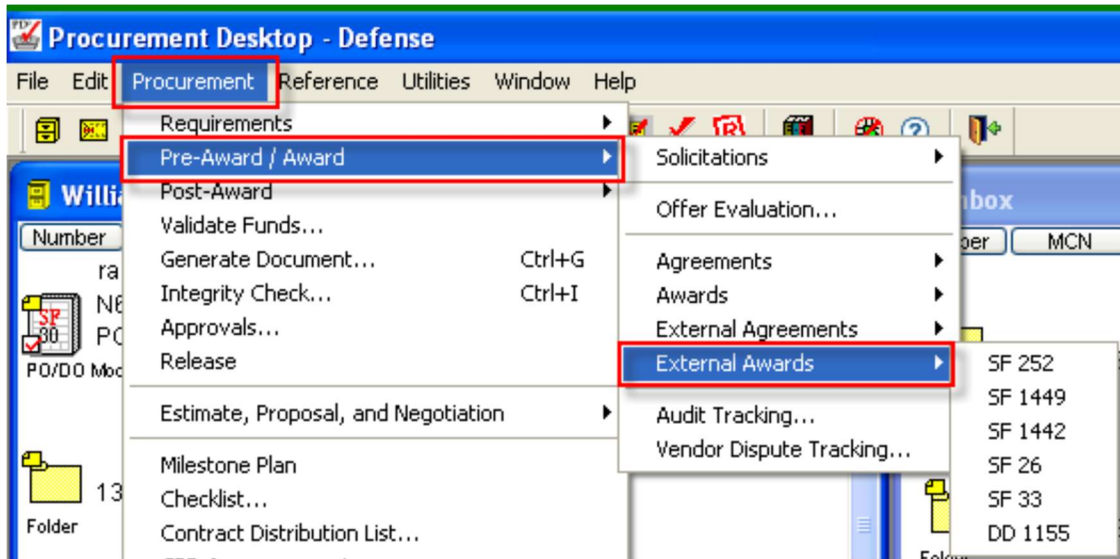 Procurement Desktop - Defense
File Edit Procurement Reference Utilities Window Help
Requirements
Pre-Award / Award
Post-Award
Validate Funds...
Generate Document... Ctrl+G
Integrity Check... Ctrl+I
Approvals...
Release
Estimate, Proposal, and Negotiation
Milestone Plan
Checklist...
Contract Distribution List...
Solicitations
Offer Evaluation...
Agreements
Awards
External Agreements
External Awards
Audit Tracking...
Vendor Dispute Tracking...
SF 252
SF 1449
SF 1442
SF 26
SF 33
DD 1155
Number
SF
30
PO/DO Mod
13
Folder
MCN